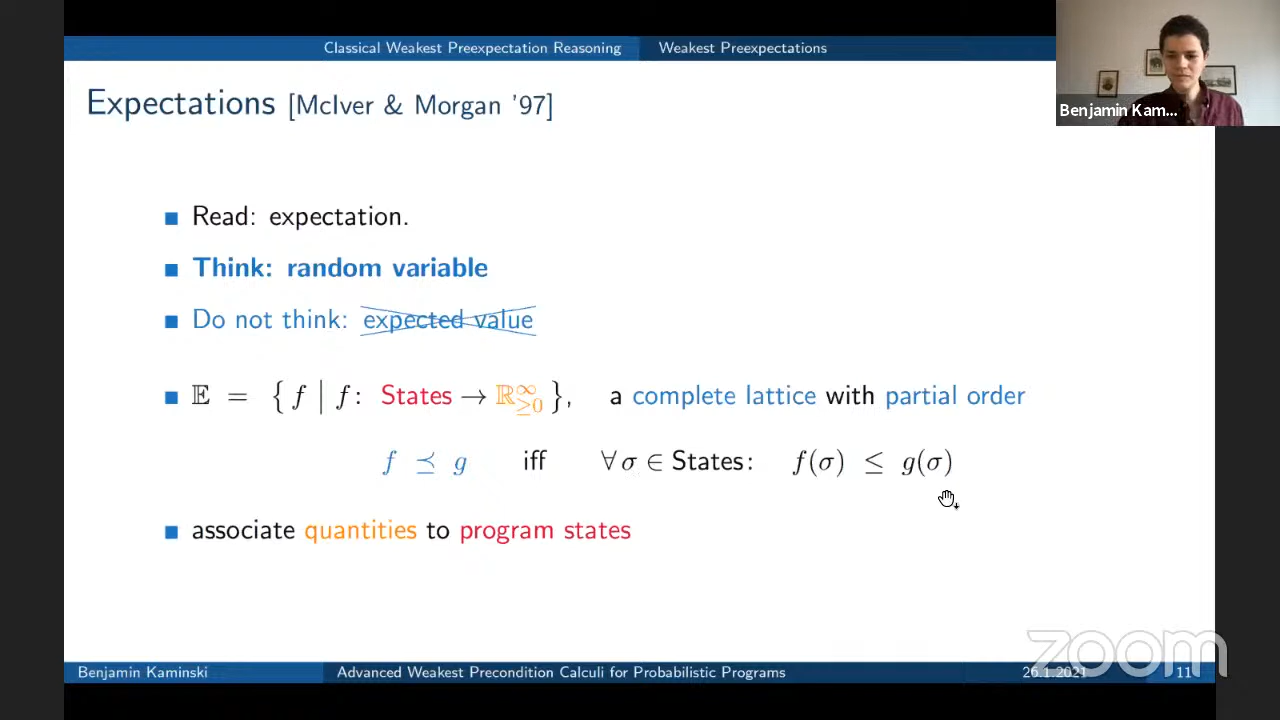 Classical Weakest Preexpectation Reasoning Weakest Preexpectations
Expectations [McIver & Morgan '97]
Benjamin Kam...
Read: expectation.
Think: random variable
Do not think: expected value
𝔼 = { f | f : States → ℝ^∞_≥0 }, a complete lattice with partial order
f ⪯ g iff ∀ σ ∈ States : f(σ) ≤ g(σ)
associate quantities to program states
zoom
Benjamin Kaminski Advanced Weakest Precondition Calculi for Probabilistic Programs 26.1.2021 11